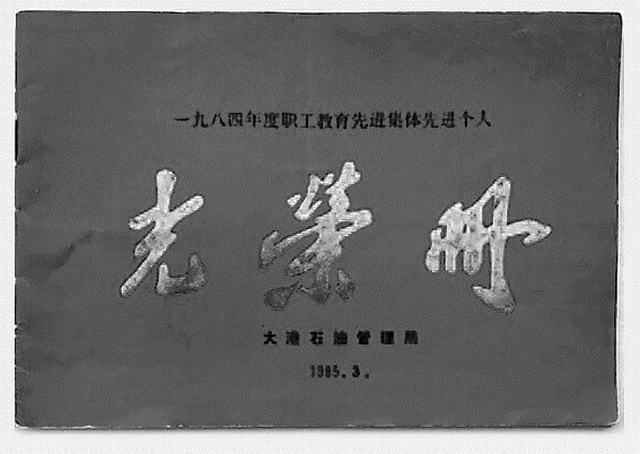 一九八四年度职工教育先进集体先进个人
光榮册
大港石油管理局
1985.3.